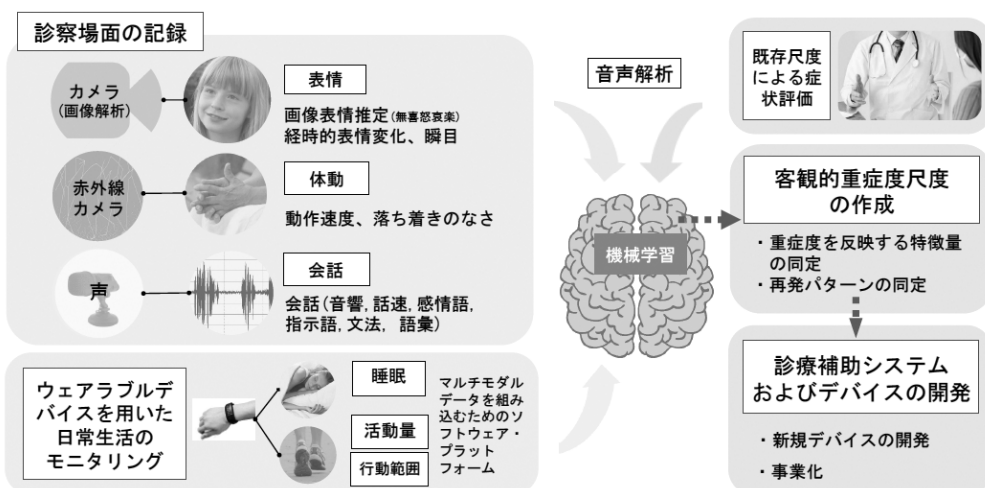 診察場面の記録
カメラ
(画像解析)
表情
画像表情推定(無喜怒哀楽)
経時的表情変化、瞬目
赤外線
カメラ
体動
動作速度、落ち着きのなさ
声
会話
会話(音響, 話速, 感情語,
指示語, 文法, 語彙)
ウェアラブルデ
バイスを用いた
日常生活の
モニタリング
睡眠
活動量
行動範囲
マルチモダル
データを組み
込むためのソ
フトウェア・
プラット
フォーム
音声解析
機械学習
既存尺度
による症
状評価
客観的重症度尺度
の作成
・重症度を反映する特徴量
の同定
・再発パターンの同定
診療補助システム
およびデバイスの開発
・新規デバイスの開発
・事業化